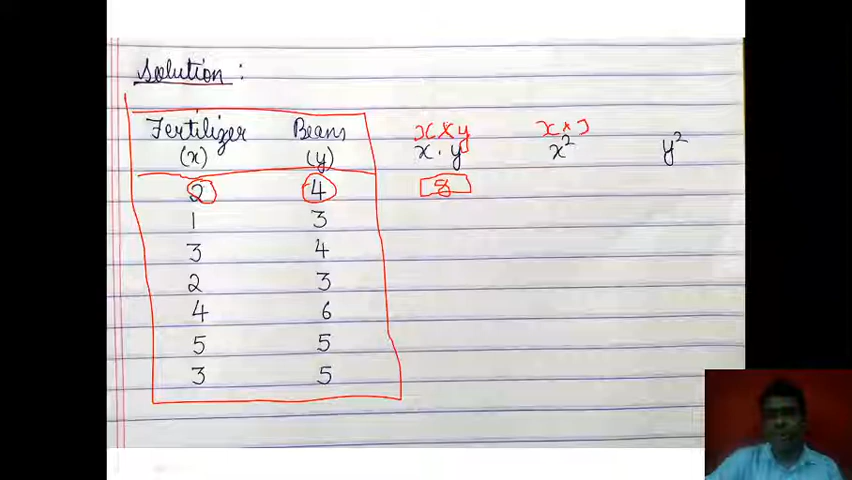 Solution :
Fertilizer Beans x × y x × x
(x) (y) x · y x² y²
2 4 8
1 3
3 4
2 3
4 6
5 5
3 5